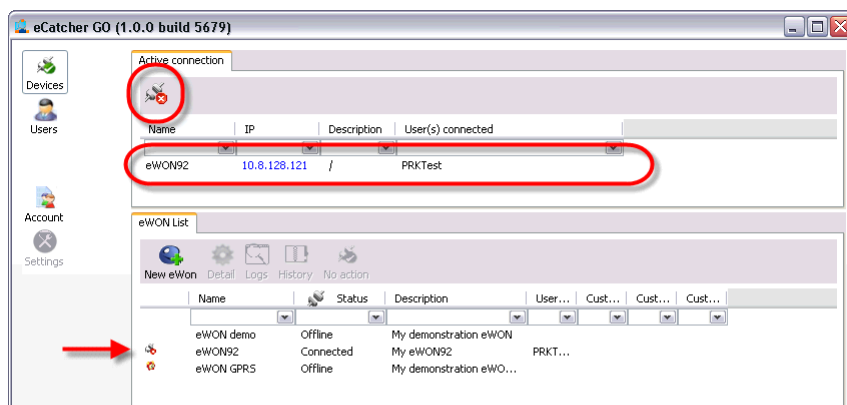 eCatcher GO (1.0.0 build 5679)
Devices
Users
Account
Settings
Active connection
Name IP Description User(s) connected
eWON92 10.8.128.121 / PRKTest
eWON List
New eWon Detail Logs History No action
Name Status Description User... Cust... Cust... Cust...
eWON demo Offline My demonstration eWON
eWON92 Connected My eWON92 PRKT...
eWON GPRS Offline My demonstration eWO...